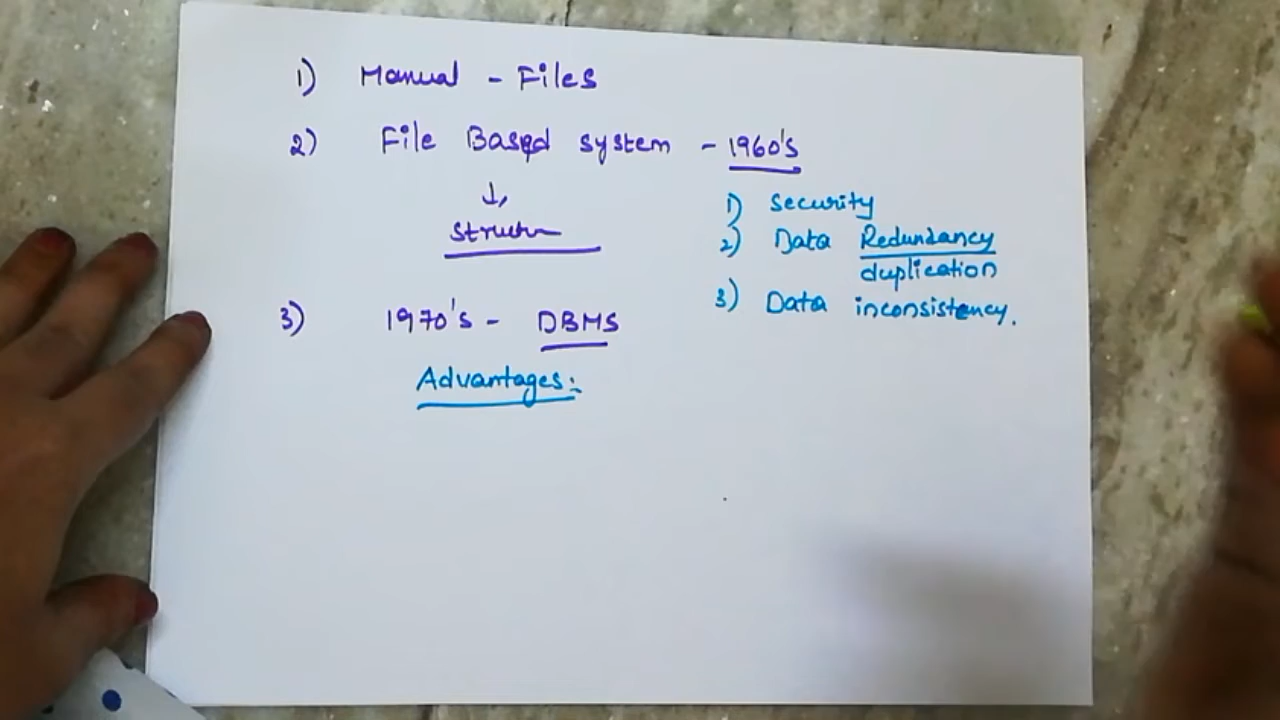 1) Manual - Files
2) File Based system - 1960's
↓
1) Security
2) Data Redundancy
duplication
3) Data inconsistency.
3) 1970's - DBMS
Advantages: